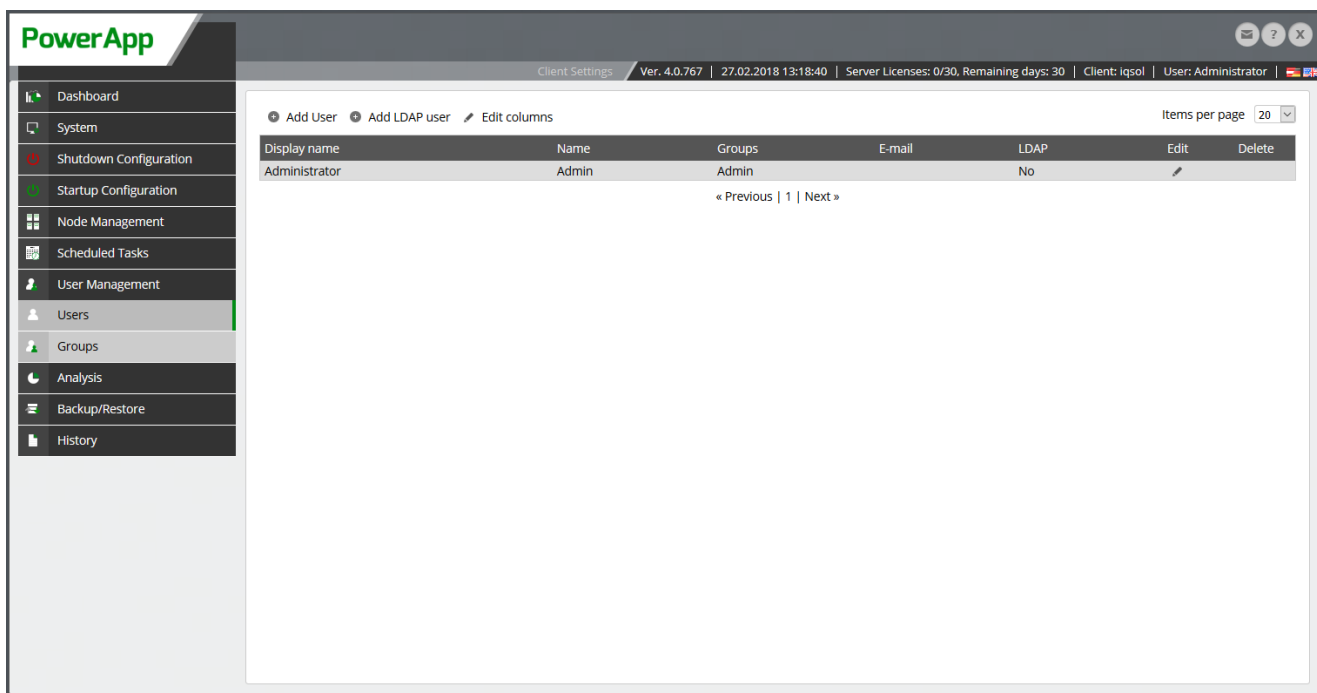 PowerApp
Client Settings Ver. 4.0.767 | 27.02.2018 13:18:40 | Server Licenses: 0/30, Remaining days: 30 | Client: iqsol | User: Administrator |
Dashboard
System
Shutdown Configuration
Startup Configuration
Node Management
Scheduled Tasks
User Management
Users
Groups
Analysis
Backup/Restore
History
Add User Add LDAP user Edit columns Items per page 20
Display name Name Groups E-mail LDAP Edit Delete
Administrator Admin Admin No
« Previous | 1 | Next »